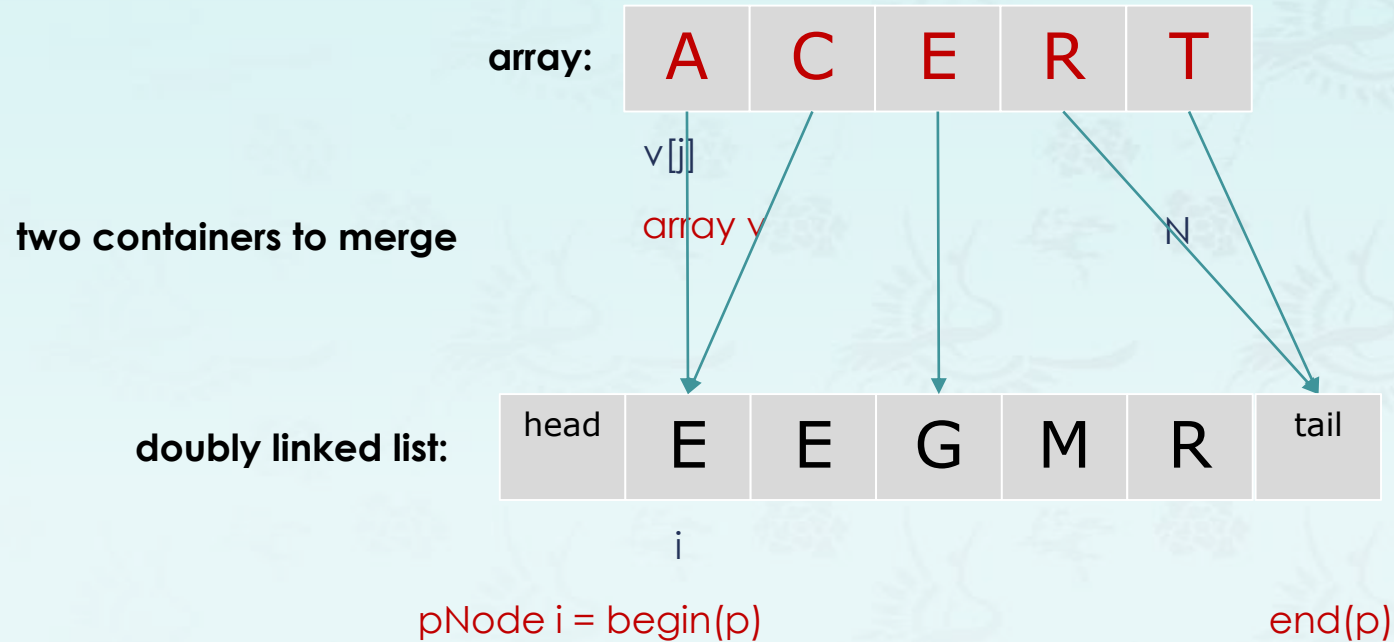 array: A C E R T
v[j]
two containers to merge
array v
N
doubly linked list: head E E G M R tail
i
pNode i = begin(p)
end(p)